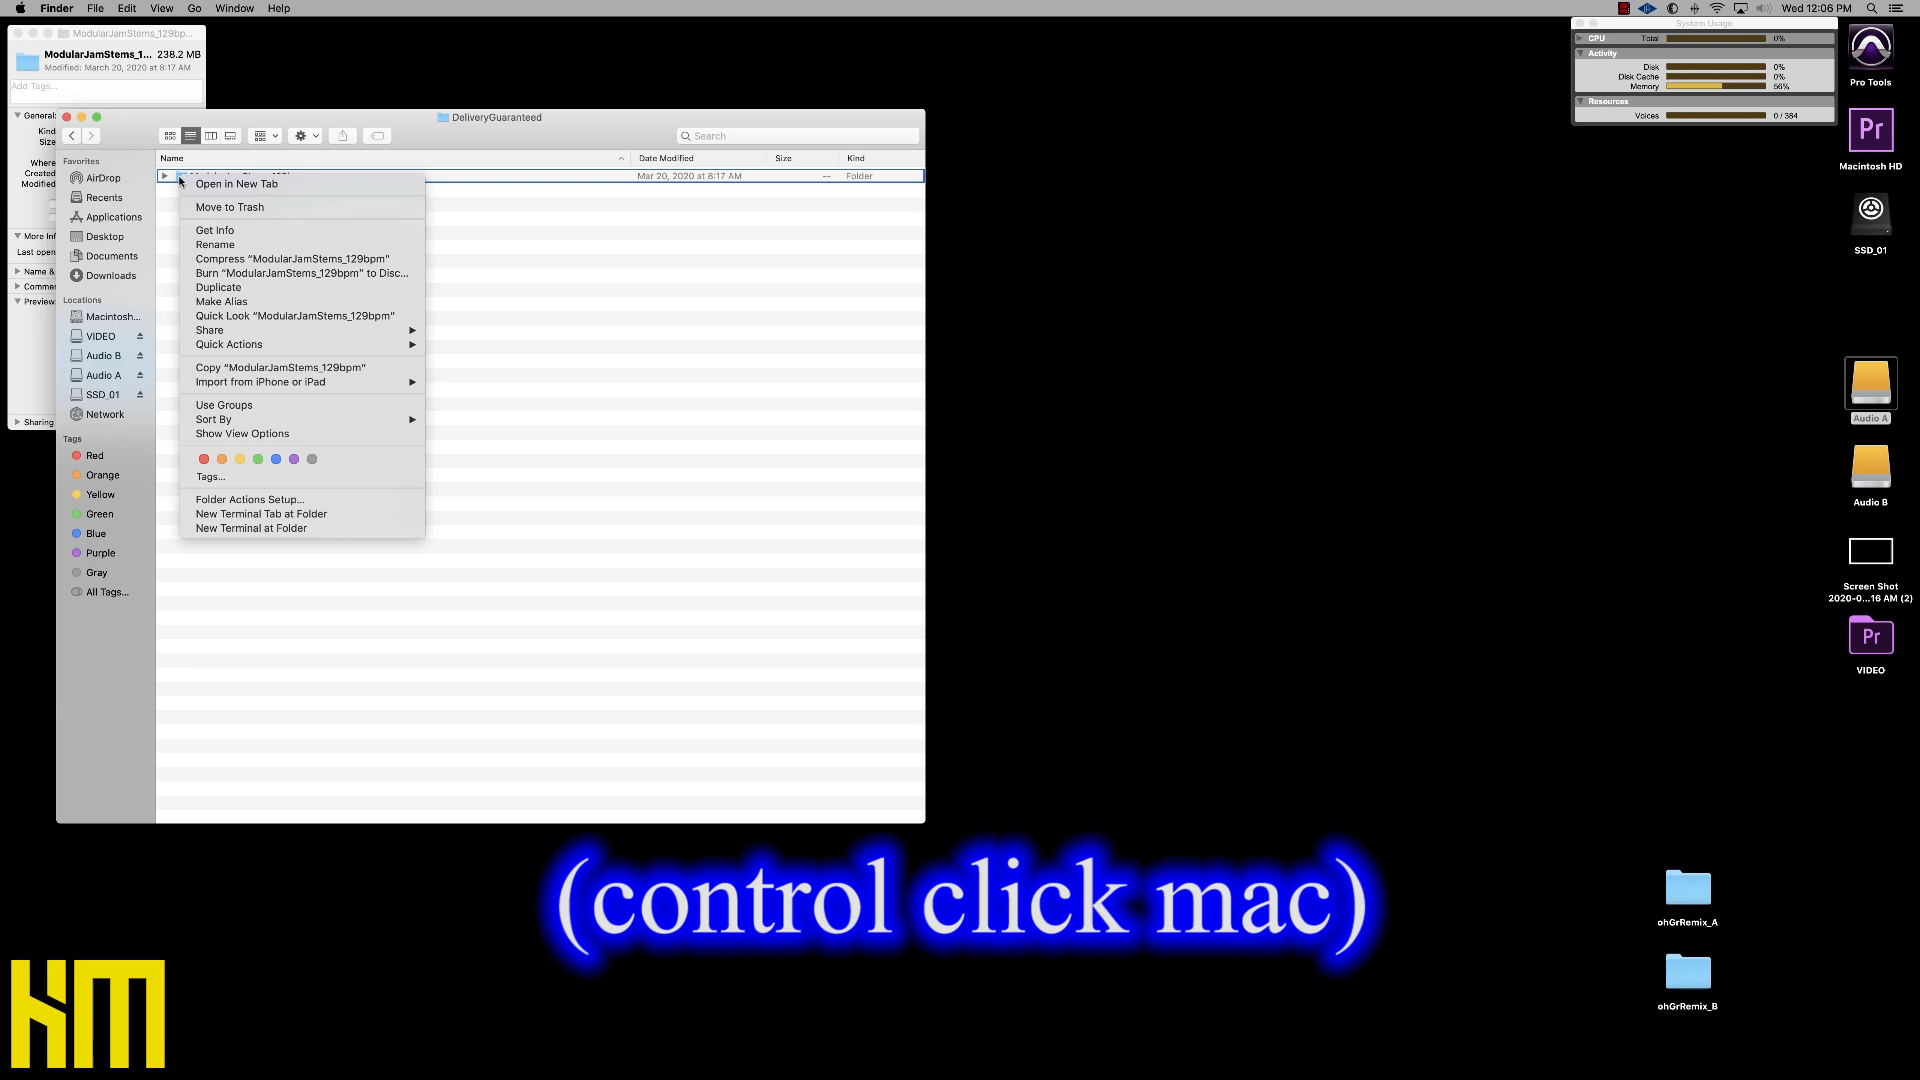 Finder File Edit View Go Window Help
Wed 12:06 PM
ModularJamStems_129bp...
ModularJamStems_1... 238.2 MB
Modified: March 20, 2020 at 8:17 AM
Add Tags...
General:
Kind
Size
Where
Created
Modified
More Inf
Last open
Name &
Comme
Preview
Sharing
DeliveryGuaranteed
Search
Favorites
AirDrop
Recents
Applications
Desktop
Documents
Downloads
Locations
Macintosh...
VIDEO
Audio B
Audio A
SSD_01
Network
Tags
Red
Orange
Yellow
Green
Blue
Purple
Gray
All Tags...
Name Date Modified Size Kind
Mar 20, 2020 at 8:17 AM -- Folder
Open in New Tab
Move to Trash
Get Info
Rename
Compress “ModularJamStems_129bpm”
Burn “ModularJamStems_129bpm” to Disc...
Duplicate
Make Alias
Quick Look “ModularJamStems_129bpm”
Share
Quick Actions
Copy “ModularJamStems_129bpm”
Import from iPhone or iPad
Use Groups
Sort By
Show View Options
Tags...
Folder Actions Setup...
New Terminal Tab at Folder
New Terminal at Folder
System Usage
CPU Total 0%
Activity
Disk 0%
Disk Cache 0%
Memory 56%
Resources
Voices 0 / 384
Pro Tools
Pr
Macintosh HD
SSD_01
Audio A
Audio B
Screen Shot
2020-0...16 AM (2)
Pr
VIDEO
ohGrRemix_A
ohGrRemix_B
(control click mac)
HM